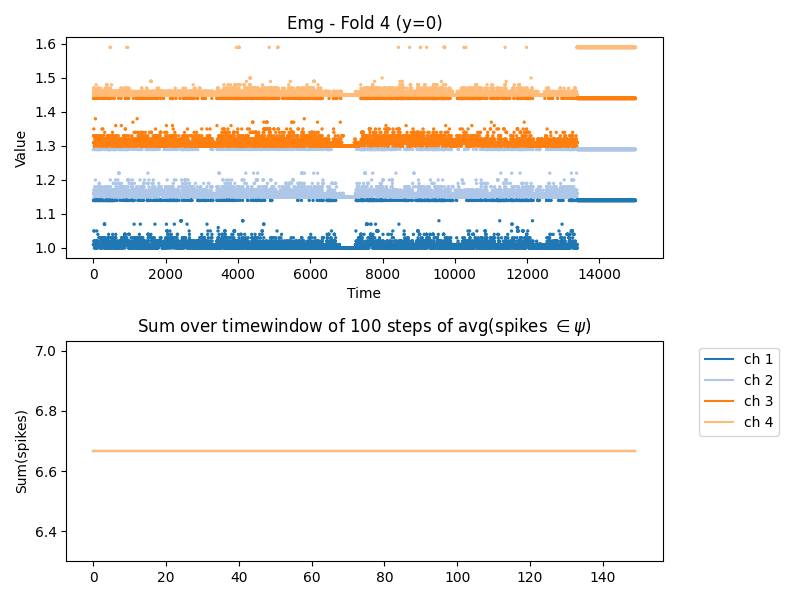 Emg - Fold 4 (y=0)
Value
1.6
1.5
1.4
1.3
1.2
1.1
1.0
0 2000 4000 6000 8000 10000 12000 14000
Time
Sum over timewindow of 100 steps of avg(spikes ∈ ψ)
Sum(spikes)
7.0
6.8
6.6
6.4
0 20 40 60 80 100 120 140
ch 1
ch 2
ch 3
ch 4